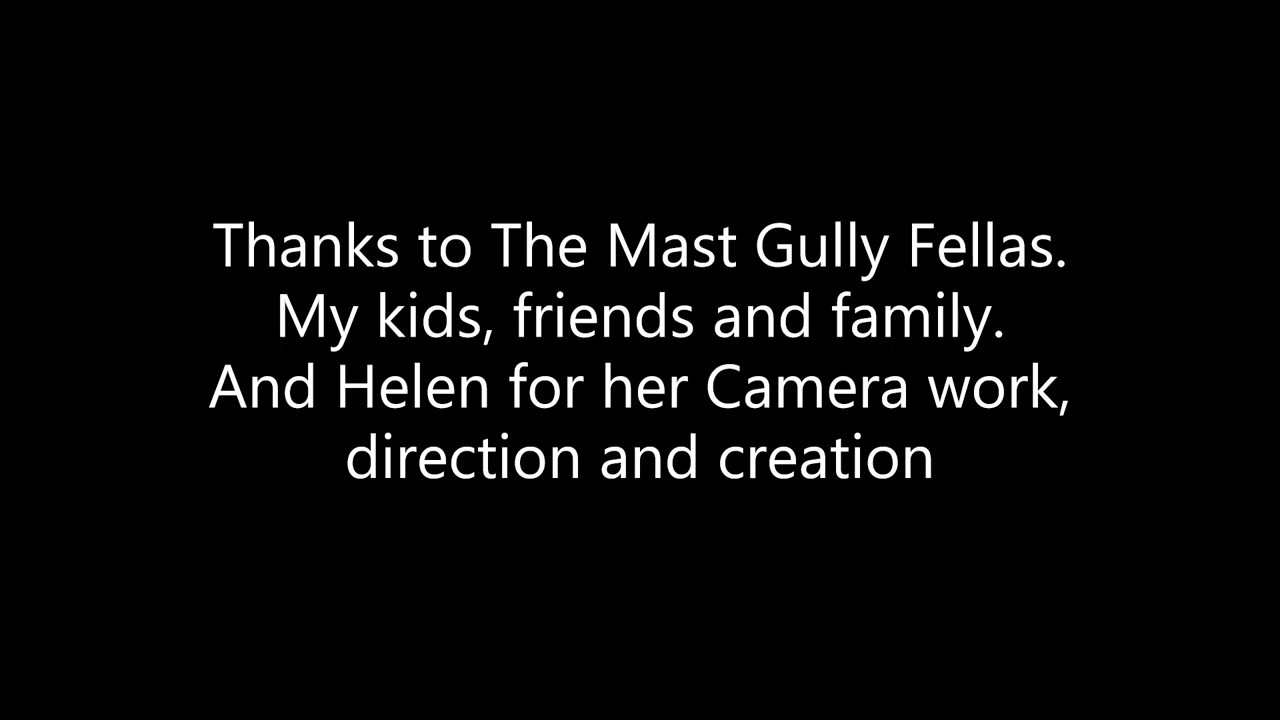 Thanks to The Mast Gully Fellas.
My kids, friends and family.
And Helen for her Camera work,
direction and creation